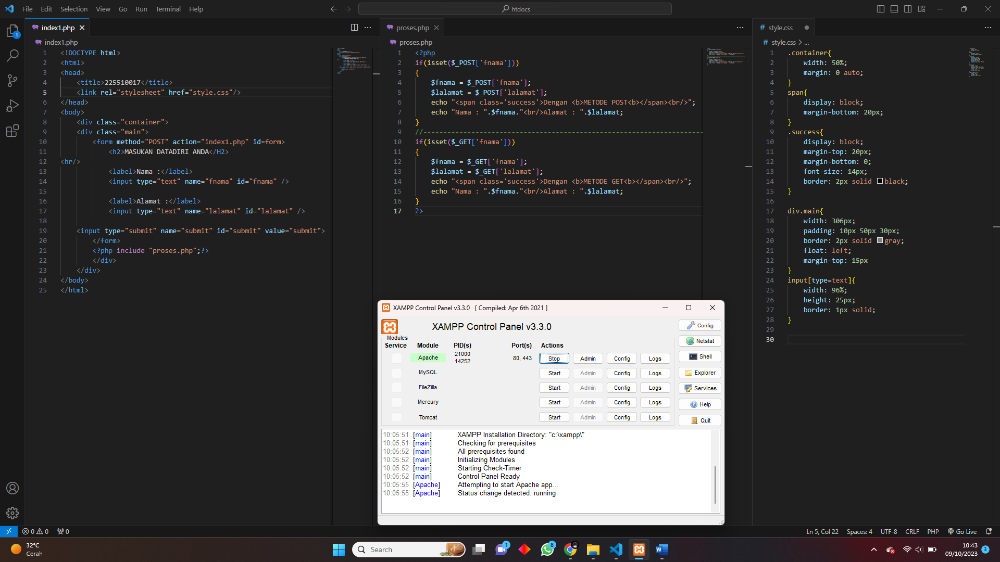 File Edit Selection View Go Run Terminal Help
htdocs
index1.php
index1.php
1 <!DOCTYPE html>
2 <html>
3 <head>
4 <title>225510017</title>
5 <link rel="stylesheet" href="style.css"/>
6 </head>
7 <body>
8 <div class="container">
9 <div class="main">
10 <form method="POST" action="index1.php" id=form>
11 <h2>MASUKAN DATADIRI ANDA</H2>
12 <hr/>
13 <label>Nama :</label>
14 <input type="text" name="fnama" id="fnama" />
15
16 <label>Alamat :</label>
17 <input type="text" name="lalamat" id="lalamat" />
18
19 <input type="submit" name="submit" id="submit" value="submit">
20 </form>
21 <?php include "proses.php";?>
22 </div>
23 </div>
24 </body>
25 </html>
proses.php
proses.php
1 <?php
2 if(isset($_POST['fnama']))
3 {
4 $fnama = $_POST['fnama'];
5 $lalamat = $_POST['lalamat'];
6 echo "<span class='success'>Dengan <b>METODE POST<b></span><br/>";
7 echo "Nama : ".$fnama."<br/>Alamat : ".$lalamat;
8 }
9 //----------------------------------------------------------------------
10 if(isset($_GET['fnama']))
11 {
12 $fnama = $_GET['fnama'];
13 $lalamat = $_GET['lalamat'];
14 echo "<span class='success'>Dengan <b>METODE GET<b></span><br/>";
15 echo "Nama : ".$fnama."<br/>Alamat : ".$lalamat;
16 }
17 ?>
style.css
style.css > ...
1 .container{
2 width: 50%;
3 margin: 0 auto;
4 }
5 span{
6 display: block;
7 margin-bottom: 20px;
8 }
9 .success{
10 display: block;
11 margin-top: 20px;
12 margin-bottom: 0;
13 font-size: 14px;
14 border: 2px solid black;
15 }
16
17 div.main{
18 width: 306px;
19 padding: 10px 50px 30px;
20 border: 2px solid gray;
21 float: left;
22 margin-top: 15px
23 }
24 input[type=text]{
25 width: 96%;
26 height: 25px;
27 border: 1px solid;
28 }
29
30
XAMPP Control Panel v3.3.0 [ Compiled: Apr 6th 2021 ]
XAMPP Control Panel v3.3.0
Modules
Service Module PID(s) Port(s) Actions
Apache 21000 14252 80, 443 Stop Admin Config Logs
MySQL Start Admin Config Logs
FileZilla Start Admin Config Logs
Mercury Start Admin Config Logs
Tomcat Start Admin Config Logs
Config
Netstat
Shell
Explorer
Services
Help
Quit
10:05:51 [main] XAMPP Installation Directory: "c:\xampp\"
10:05:51 [main] Checking for prerequisites
10:05:52 [main] All prerequisites found
10:05:52 [main] Initializing Modules
10:05:52 [main] Starting Check-Timer
10:05:52 [main] Control Panel Ready
10:05:55 [Apache] Attempting to start Apache app...
10:05:55 [Apache] Status change detected: running
1
0 0 0
Ln 5, Col 22 Spaces: 4 UTF-8 CRLF PHP Go Live
32°C
Cerah
Search
1
8
10:43
09/10/2023
3